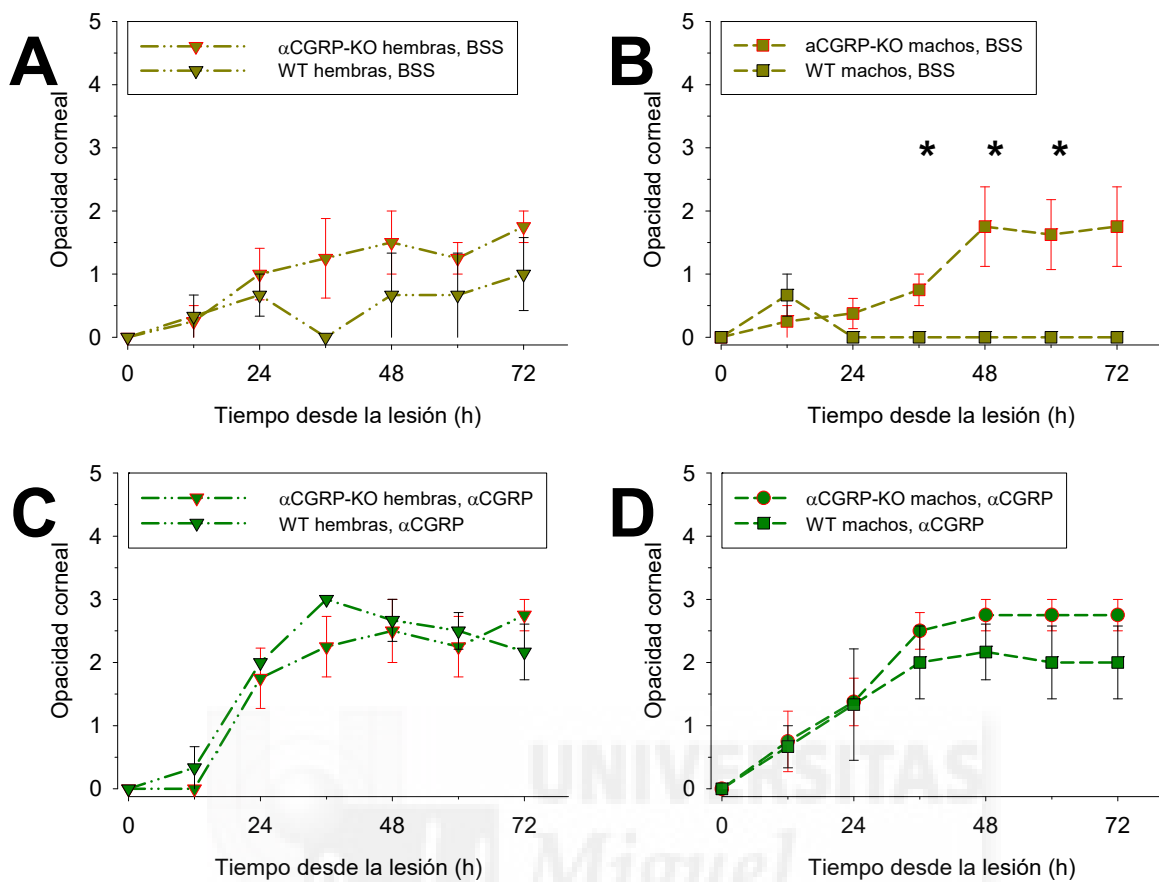 A
αCGRP-KO hembras, BSS
WT hembras, BSS
Opacidad corneal
5
4
3
2
1
0
0 24 48 72
Tiempo desde la lesión (h)
B
aCGRP-KO machos, BSS
WT machos, BSS
Opacidad corneal
5
4
3
2
1
0
* * *
0 24 48 72
Tiempo desde la lesión (h)
C
αCGRP-KO hembras, αCGRP
WT hembras, αCGRP
Opacidad corneal
5
4
3
2
1
0
0 24 48 72
Tiempo desde la lesión (h)
D
αCGRP-KO machos, αCGRP
WT machos, αCGRP
Opacidad corneal
5
4
3
2
1
0
0 24 48 72
Tiempo desde la lesión (h)
UNIVERSITAS
Miguel